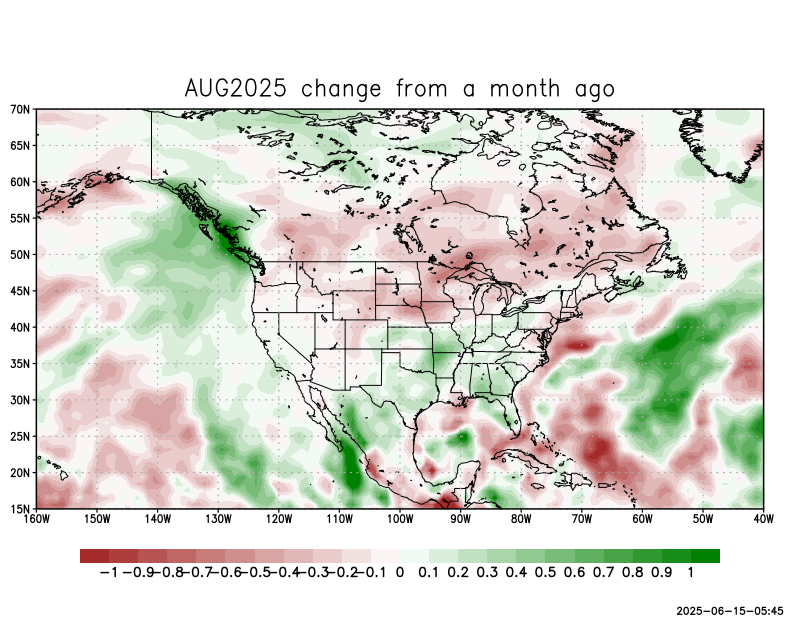 AUG2025 change from a month ago
70N
65N
60N
55N
50N
45N
40N
35N
30N
25N
20N
15N
160W 150W 140W 130W 120W 110W 100W 90W 80W 70W 60W 50W 40W
-1 -0.9 -0.8 -0.7 -0.6 -0.5 -0.4 -0.3 -0.2 -0.1 0 0.1 0.2 0.3 0.4 0.5 0.6 0.7 0.8 0.9 1
2025-06-15-05:45